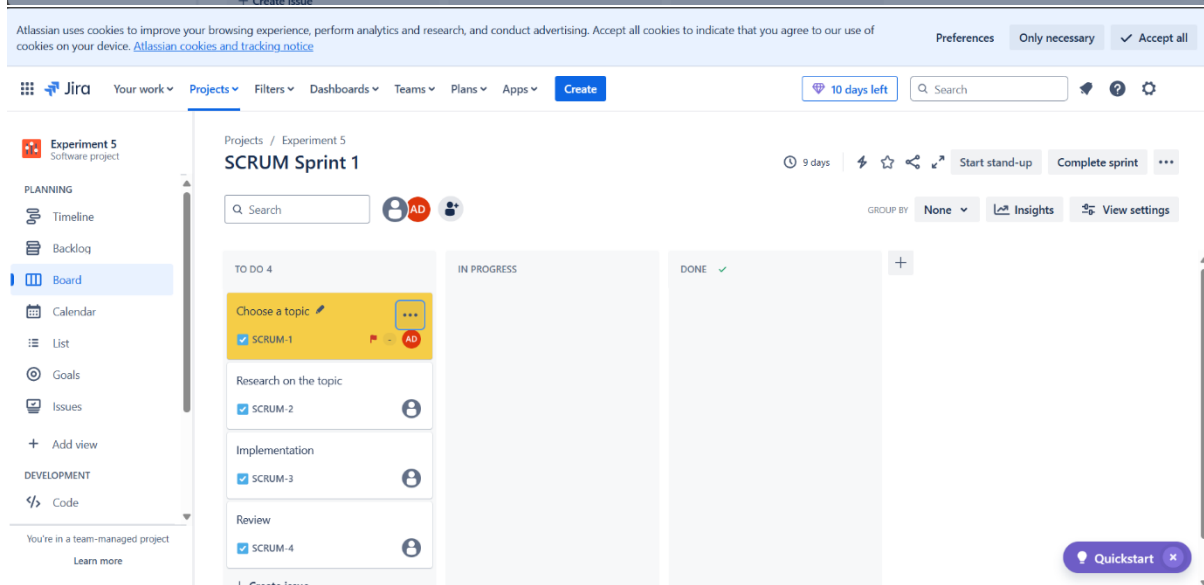 + Create issue
Atlassian uses cookies to improve your browsing experience, perform analytics and research, and conduct advertising. Accept all cookies to indicate that you agree to our use of
cookies on your device. Atlassian cookies and tracking notice
Preferences
Only necessary
Accept all
Jira
Your work
Projects
Filters
Dashboards
Teams
Plans
Apps
Create
10 days left
Search
Experiment 5
Software project
PLANNING
Timeline
Backlog
Board
Calendar
List
Goals
Issues
+ Add view
DEVELOPMENT
</> Code
You're in a team-managed project
Learn more
Projects / Experiment 5
SCRUM Sprint 1
9 days
Start stand-up
Complete sprint
Search
AD
GROUP BY
None
Insights
View settings
TO DO 4
Choose a topic
SCRUM-1
-
AD
Research on the topic
SCRUM-2
Implementation
SCRUM-3
Review
SCRUM-4
+ Create issue
IN PROGRESS
DONE
+
Quickstart